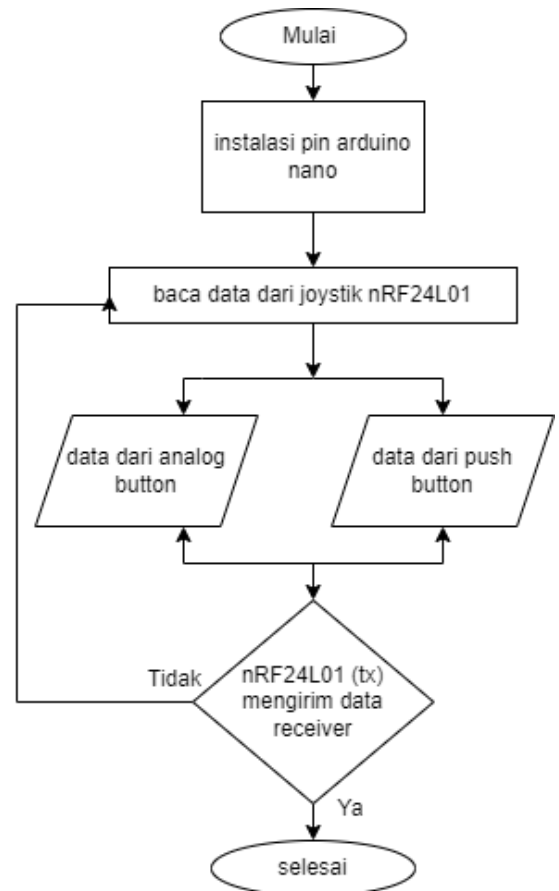 Mulai
instalasi pin arduino
nano
baca data dari joystik nRF24L01
data dari analog
button
data dari push
button
Tidak
nRF24L01 (tx)
mengirim data
receiver
Ya
selesai